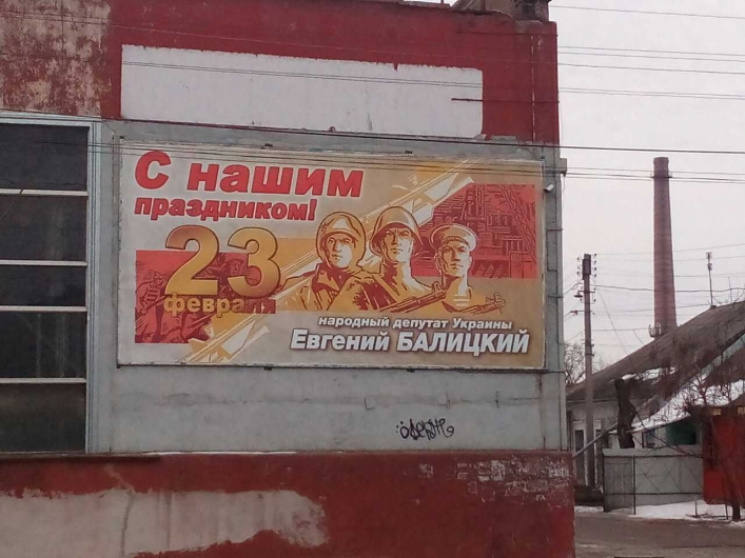 С нашим
праздником!
23
февраля
народный депутат Украины
Евгений БАЛИЦКИЙ